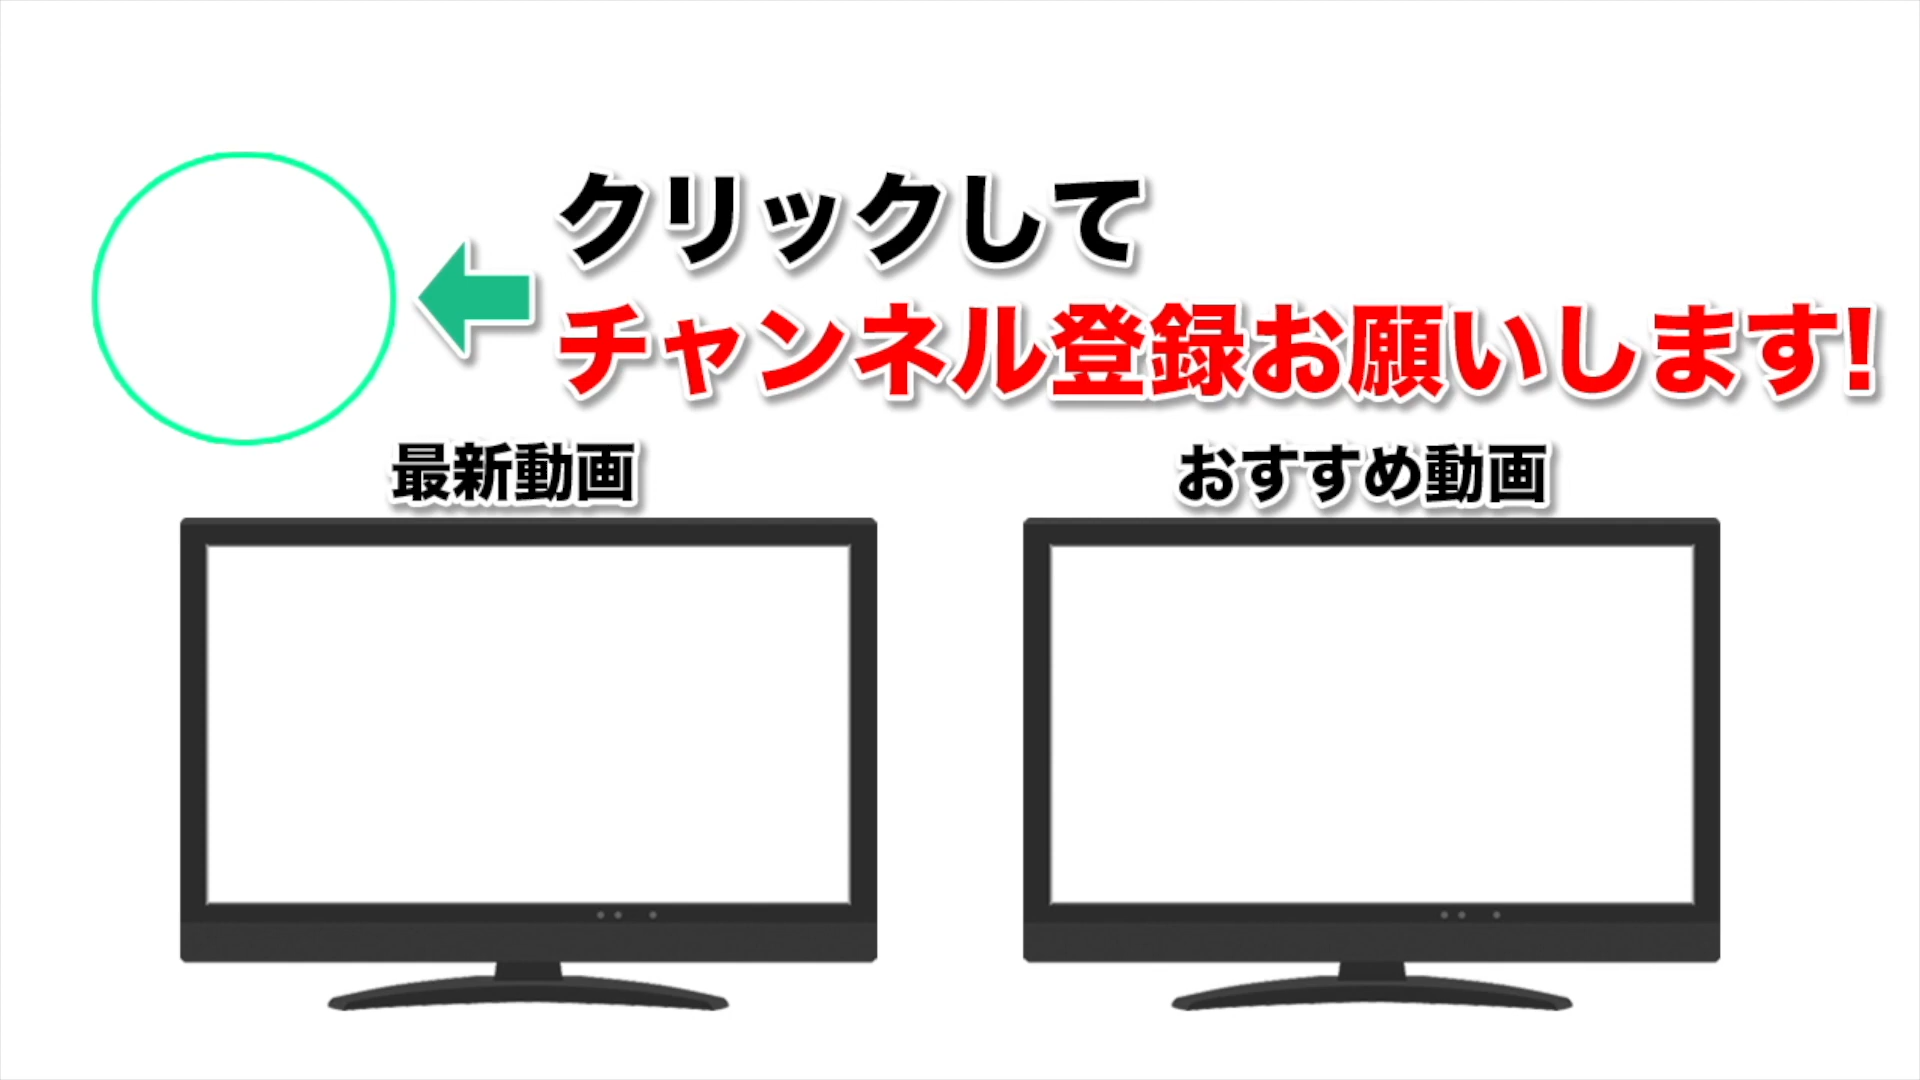 クリックして
チャンネル登録お願いします!
最新動画
おすすめ動画